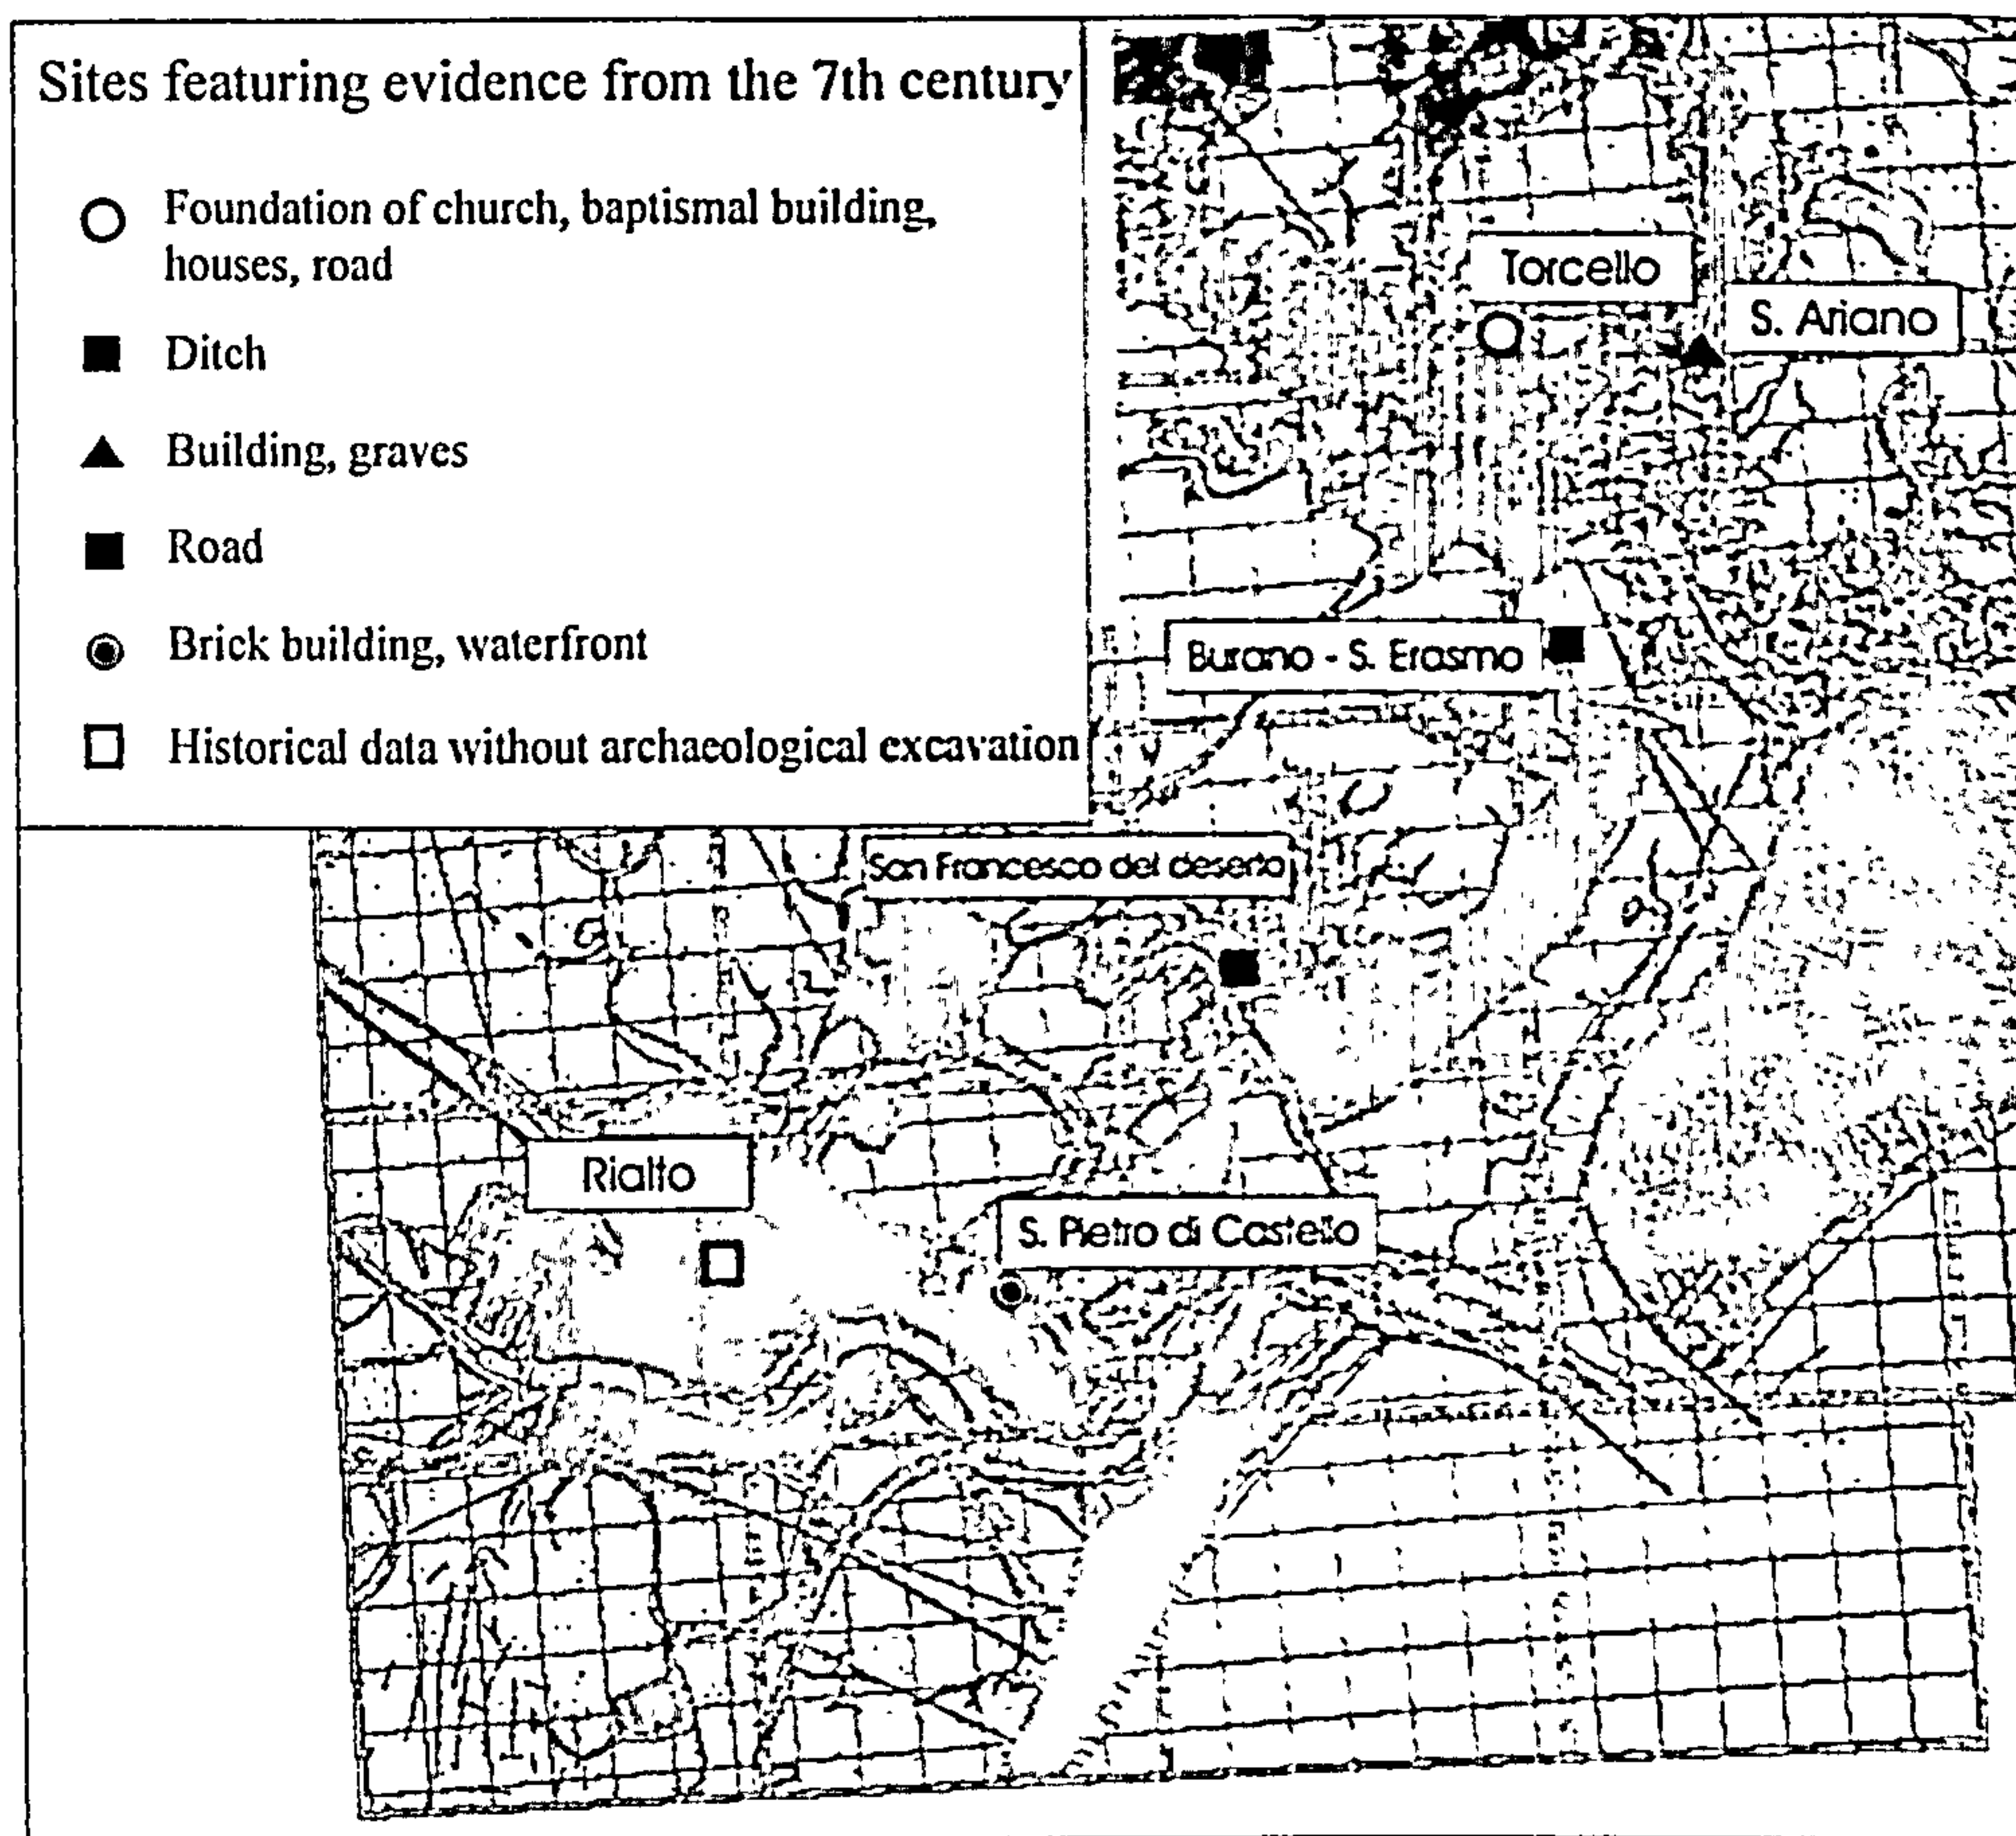 Sites featuring evidence from the 7th century
Foundation of church, baptismal building,
houses, road
Ditch
Building, graves
Road
Brick building, waterfront
Historical data without archaeological excavation
Torcello
S. Ariano
Burano - S. Erasmo
San Francesco del deserto
Rialto
S. Pietro di Castello